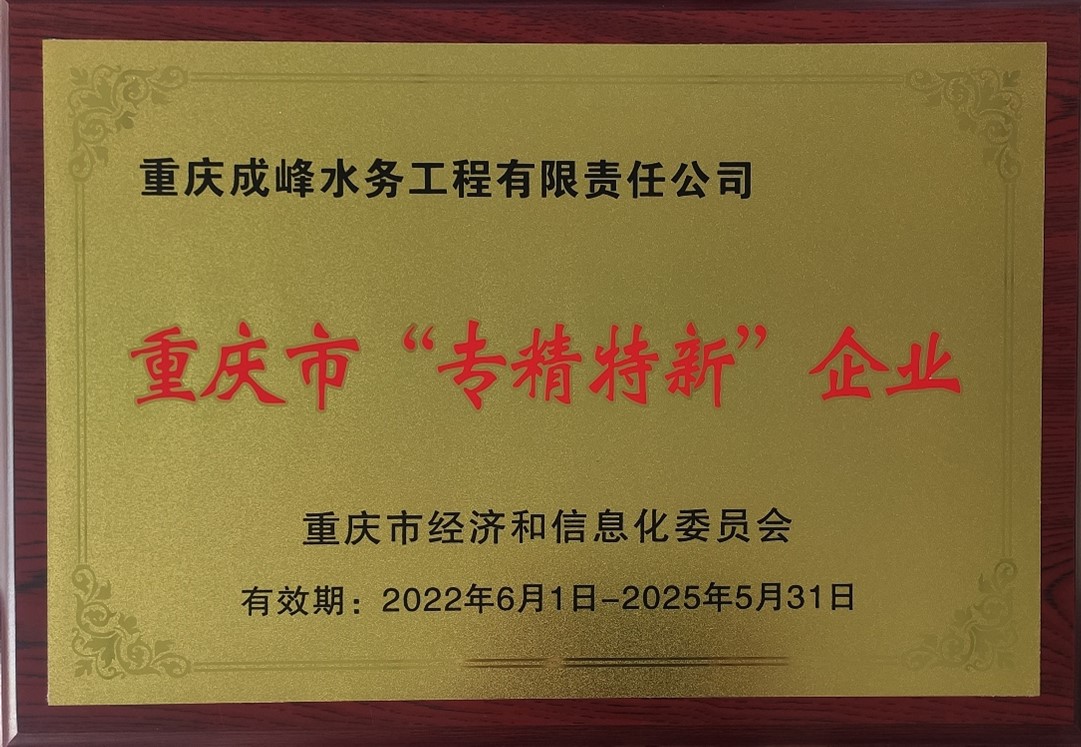 重庆成峰水务工程有限责任公司
重庆市“专精特新”企业
重庆市经济和信息化委员会
有效期：2022年6月1日-2025年5月31日